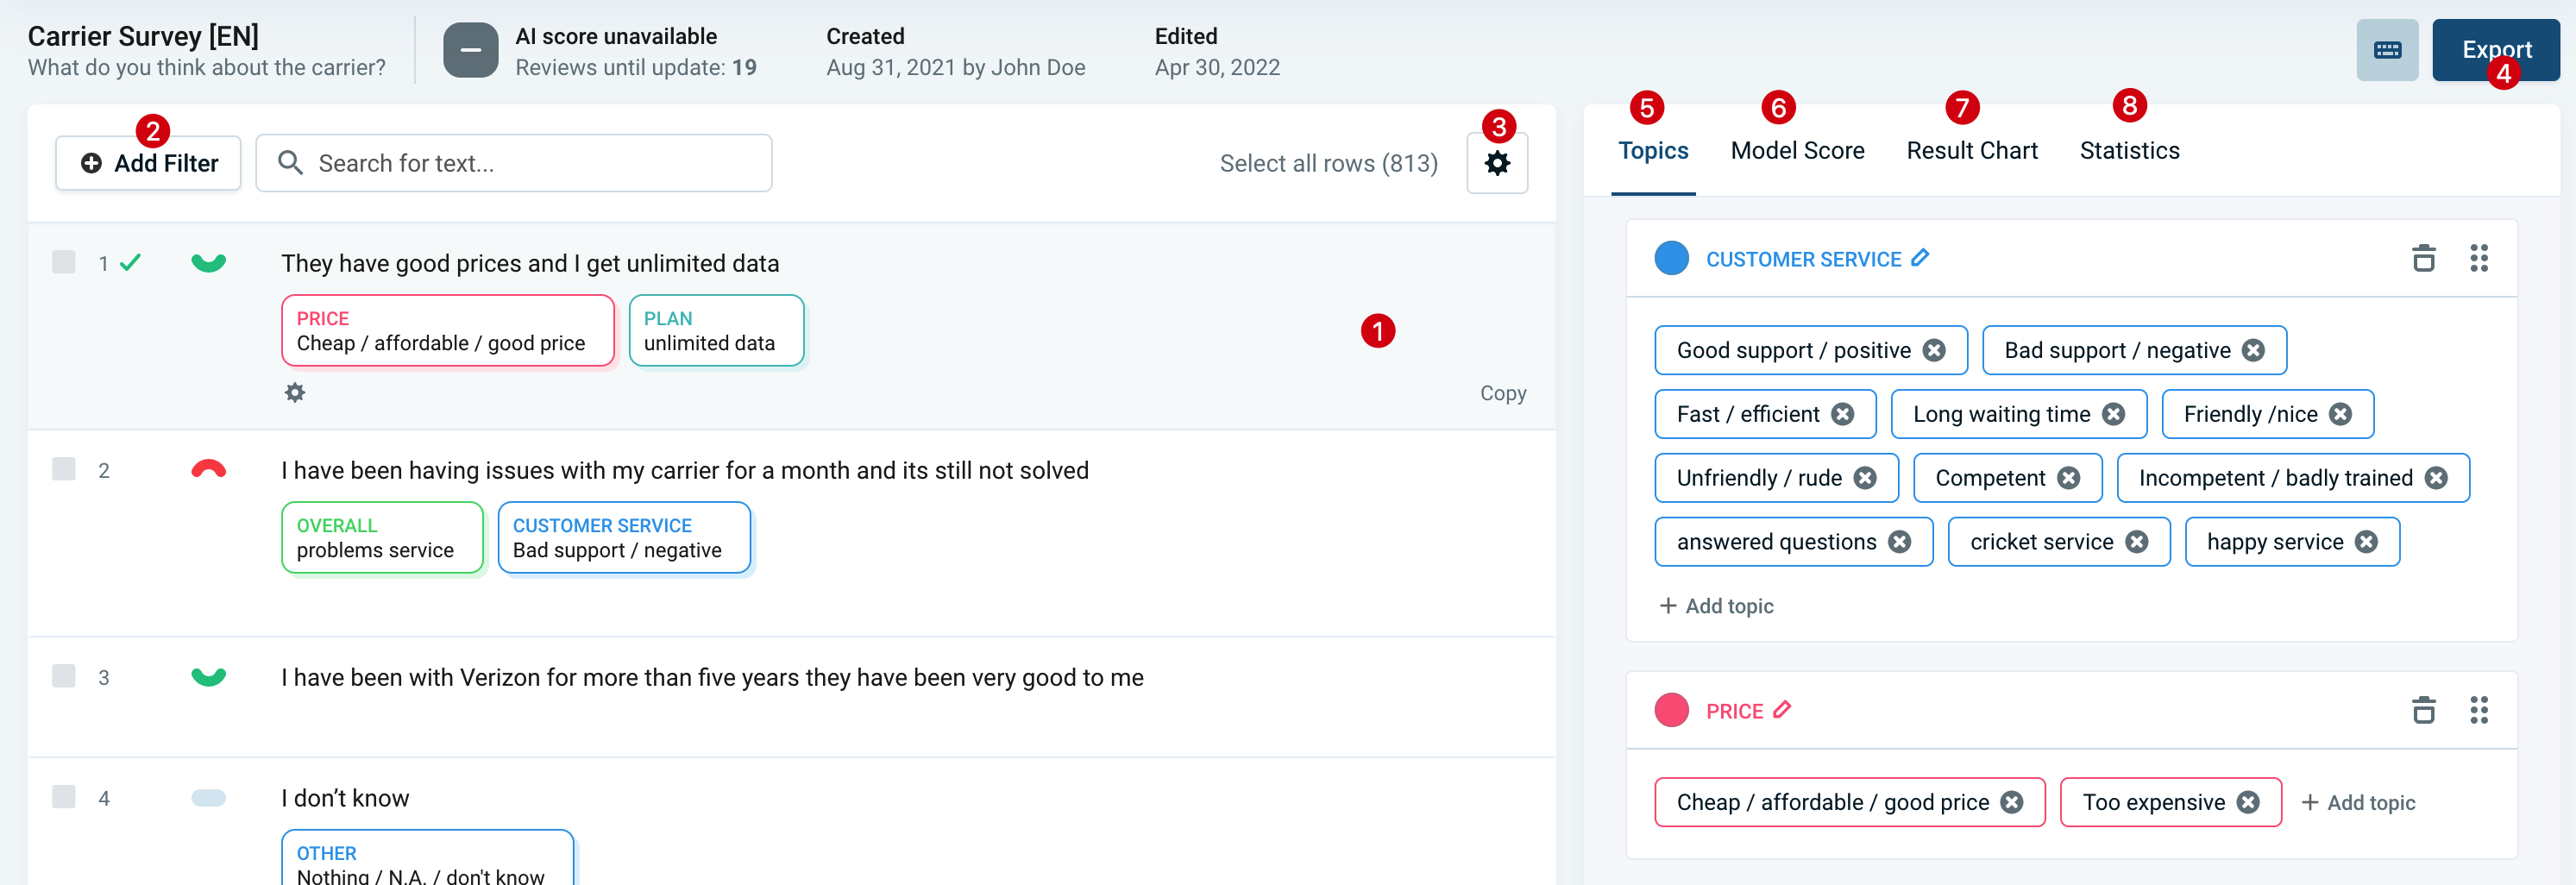 Carrier Survey [EN]
What do you think about the carrier?
AI score unavailable
Reviews until update: 19
Created
Aug 31, 2021 by John Doe
Edited
Apr 30, 2022
Export
4
2
Add Filter
Search for text...
Select all rows (813)
3
5
Topics
6
Model Score
7
Result Chart
8
Statistics
1
They have good prices and I get unlimited data
PRICE
Cheap / affordable / good price
PLAN
unlimited data
1
Copy
2
I have been having issues with my carrier for a month and its still not solved
OVERALL
problems service
CUSTOMER SERVICE
Bad support / negative
3
I have been with Verizon for more than five years they have been very good to me
4
I don’t know
OTHER
Nothing / N.A. / don't know
CUSTOMER SERVICE
Good support / positive
Bad support / negative
Fast / efficient
Long waiting time
Friendly /nice
Unfriendly / rude
Competent
Incompetent / badly trained
answered questions
cricket service
happy service
+ Add topic
PRICE
Cheap / affordable / good price
Too expensive
+ Add topic